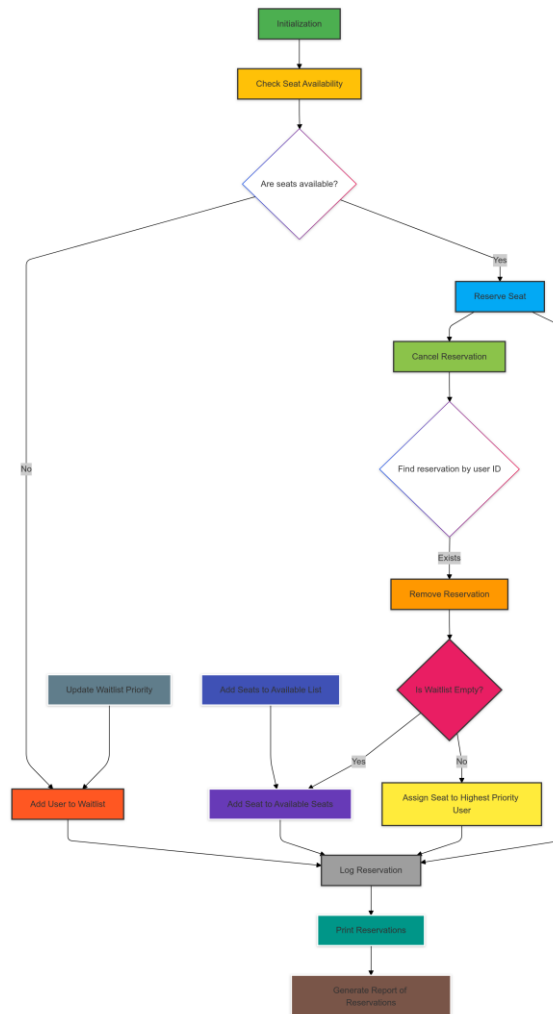 Initialization
Check Seat Availability
Are seats available?
Yes
Reserve Seat
Cancel Reservation
No
Find reservation by user ID
Exists
Remove Reservation
Update Waitlist Priority
Add Seats to Available List
Is Waitlist Empty?
Yes
No
Add User to Waitlist
Add Seat to Available Seats
Assign Seat to Highest Priority
User
Log Reservation
Print Reservations
Generate Report of
Reservations